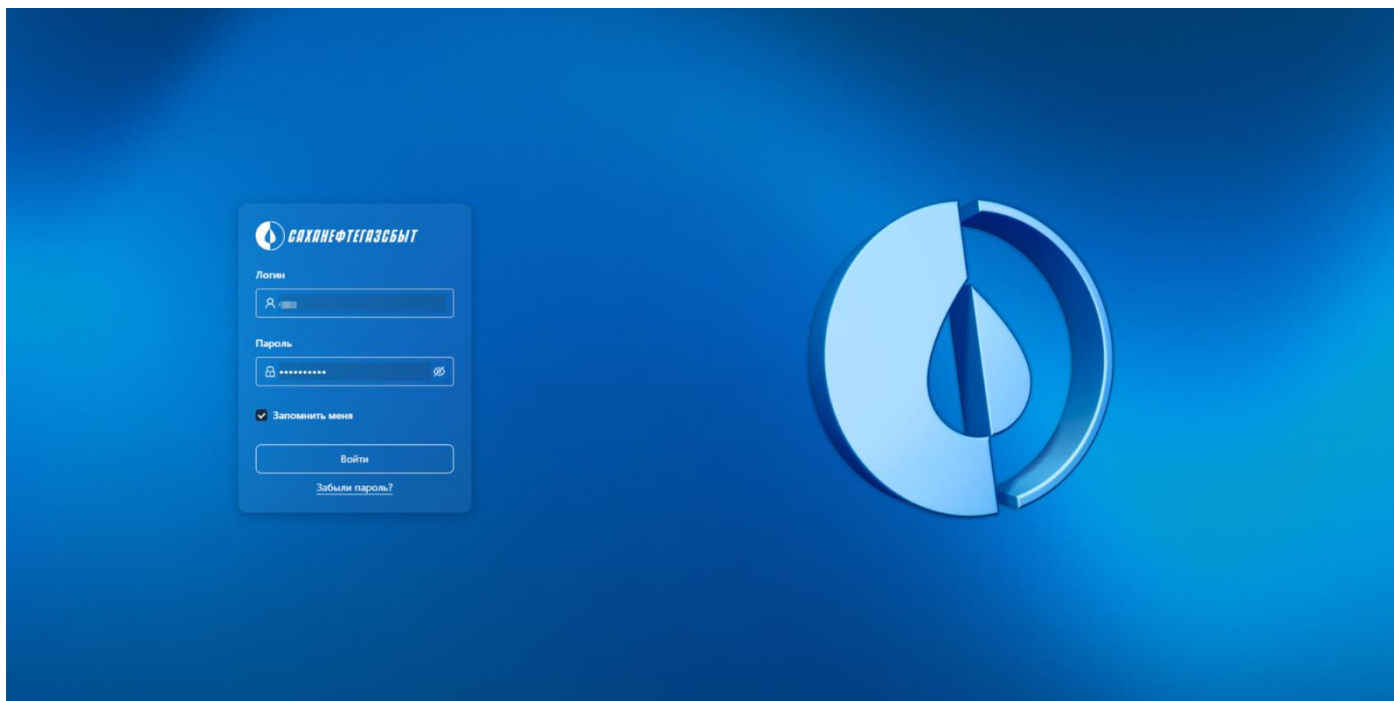 САХАНЕФТЕГАЗСБЫТ
Логин
Пароль
••••••••••
Запомнить меня
Войти
Забыли пароль?